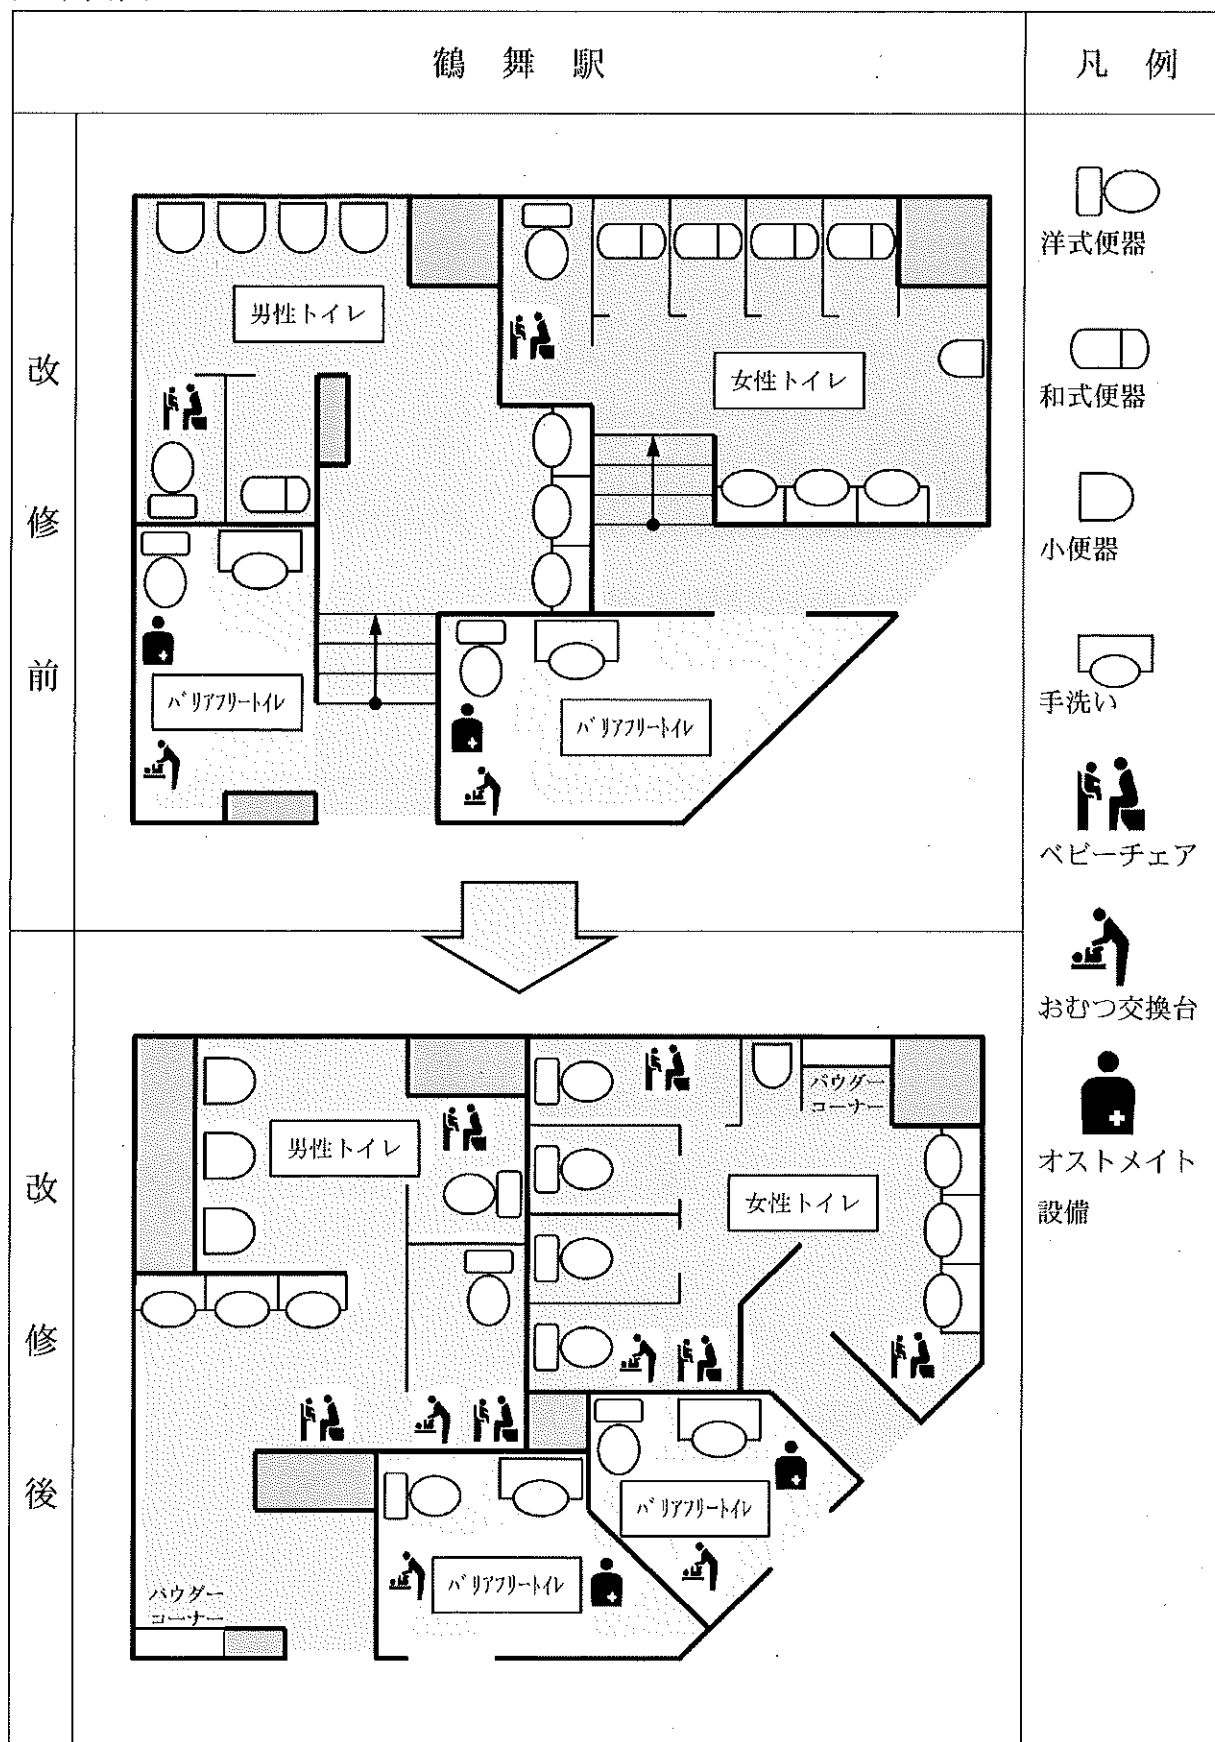 鶴舞駅
凡例
改修前
男性トイレ
女性トイレ
バリアフリートイレ
バリアフリートイレ
洋式便器
和式便器
小便器
手洗い
ベビーチェア
おむつ交換台
オストメイト
設備
改修後
男性トイレ
パウダー
コーナー
女性トイレ
バリアフリートイレ
バリアフリートイレ
パウダー
コーナー